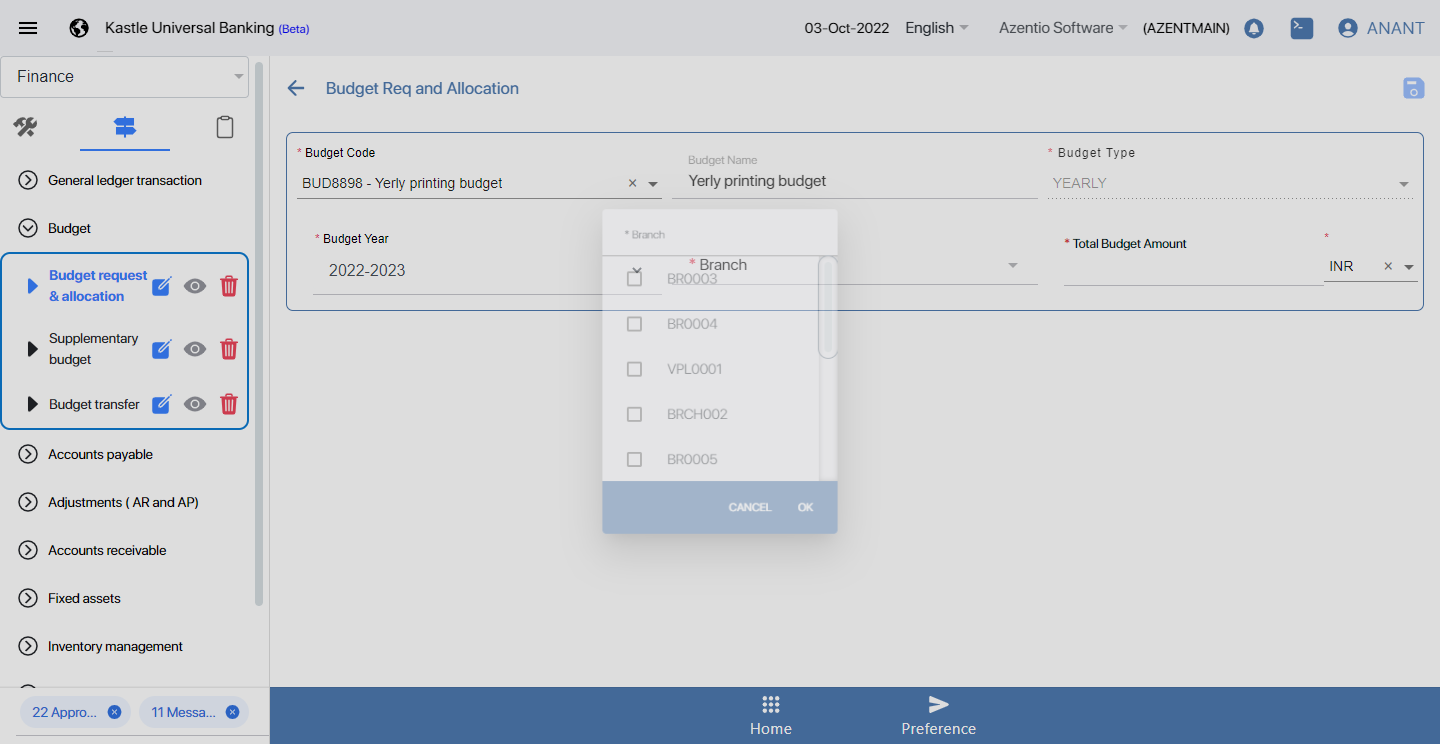 Kastle Universal Banking (Beta)
03-Oct-2022
English
Azentio Software
(AZENTMAIN)
ANANT
Finance
General ledger transaction
Budget
Budget request
& allocation
Supplementary
budget
Budget transfer
Accounts payable
Adjustments ( AR and AP)
Accounts receivable
Fixed assets
Inventory management
22 Appro...
11 Messa...
Budget Req and Allocation
* Budget Code
BUD8898 - Yerly printing budget
Budget Name
Yerly printing budget
* Budget Type
YEARLY
* Budget Year
2022-2023
* Branch
* Total Budget Amount
*
INR
* Branch
BR0003
BR0004
VPL0001
BRCH002
BR0005
CANCEL
OK
Home
Preference